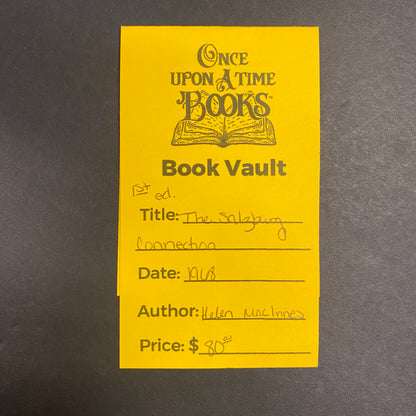 ONCE
UPON A TIME
BOOKS™
Book Vault
1st ed.
Title: The Salzburg
Connection
Date: 1968
Author: Helen MacInnes
Price: $ 80.00